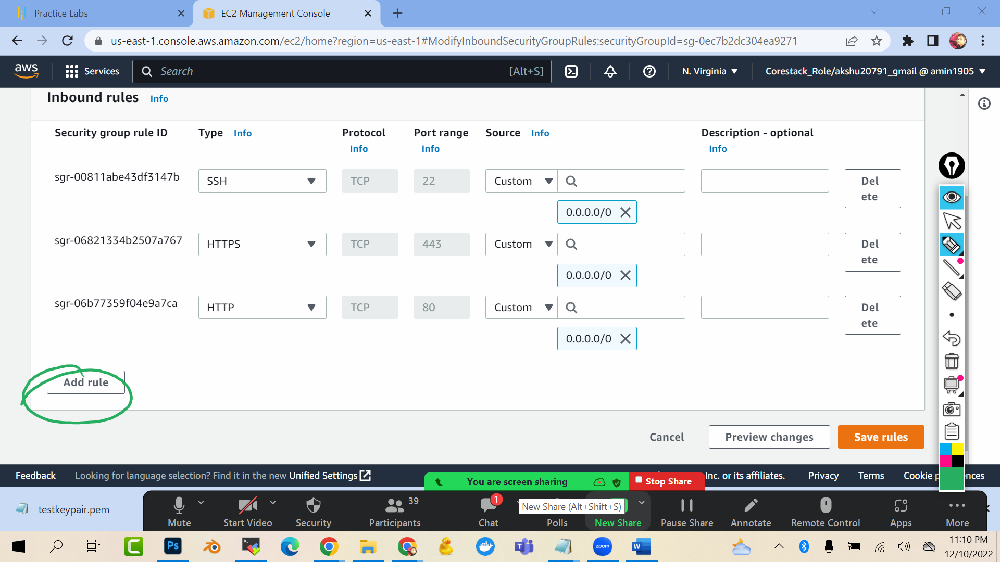 Practice Labs
EC2 Management Console
us-east-1.console.aws.amazon.com/ec2/home?region=us-east-1#ModifyInboundSecurityGroupRules:securityGroupId=sg-0ec7b2dc304ea9271
aws
Services
Search
[Alt+S]
N. Virginia
Corestack_Role/akshu20791_gmail @ amin1905
Inbound rules Info
Security group rule ID Type Info Protocol Port range Source Info Description - optional
Info Info Info
sgr-00811abe43df3147b SSH TCP 22 Custom Del
ete
0.0.0.0/0
sgr-06821334b2507a767 HTTPS TCP 443 Custom Del
ete
0.0.0.0/0
sgr-06b77359f04e9a7ca HTTP TCP 80 Custom Del
ete
0.0.0.0/0
Add rule
Cancel Preview changes Save rules
Feedback Looking for language selection? Find it in the new Unified Settings Inc. or its affiliates. Privacy Terms Cookie
You are screen sharing Stop Share
testkeypair.pem
39
1
New Share (Alt+Shift+S)
Mute Start Video Security Participants Chat Polls New Share Pause Share Annotate Remote Control Apps More
Ps
zoom
W
11:10 PM
12/10/2022